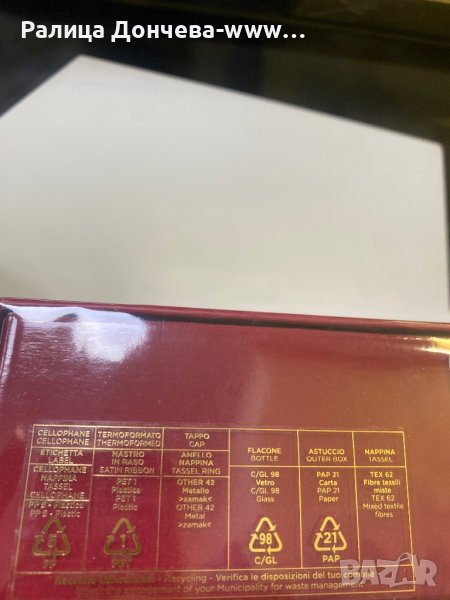 Ралица Дончева-www...
CELLOPHANE
CELLOPHANE
ETICHETTA
LABEL
CELLOPHANE
NAPPINA
TASSEL
CELLOPHANE
PP 5 • Plastica
PP 5 • Plastic
5
PP
TERMOFORMATO
THERMOFORMED
NASTRO
IN RASO
SATIN RIBBON
PET 1
Plastica
PET 1
Plastic
1
PET
TAPPO
CAP
ANELLO
NAPPINA
TASSEL RING
OTHER 42
Metallo
>zamak<
OTHER 42
Metal
>zamak<
FLACONE
BOTTLE
C/GL 98
Vetro
C/GL 98
Glass
98
C/GL
ASTUCCIO
OUTER BOX
PAP 21
Carta
PAP 21
Paper
21
PAP
NAPPINA
TASSEL
TEX 62
Fibre tessili
miste
TEX 62
Mixed textile
fibres
Recycling - Verifica le disposizioni del tuo comune
of your Municipality for waste management
BAZAR